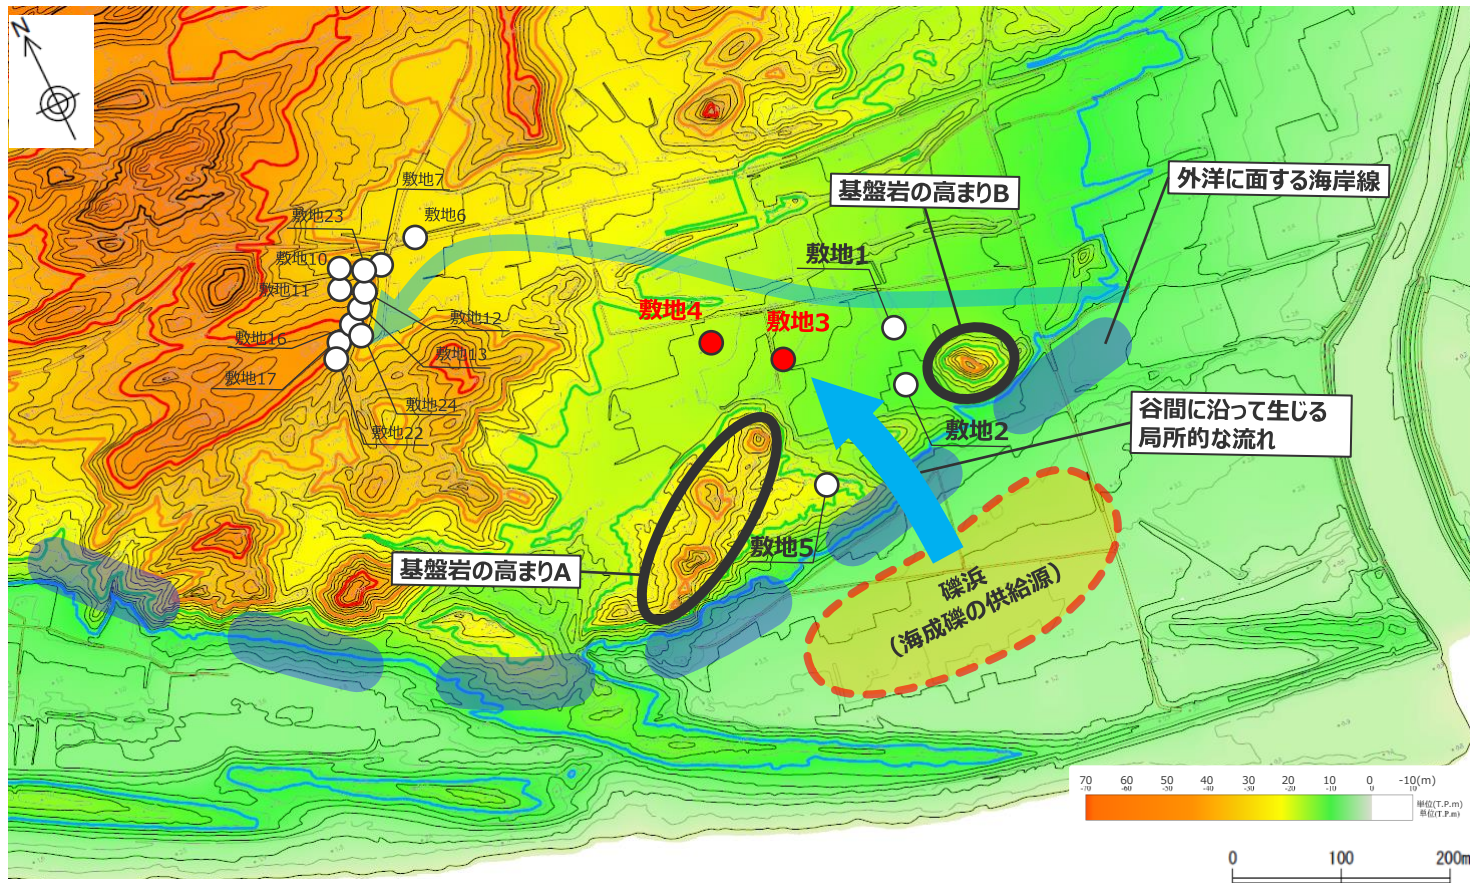 N
敷地7
敷地23
敷地6
敷地10
敷地11
敷地12
敷地16
敷地13
敷地17
敷地24
敷地22
基盤岩の高まりB
外洋に面する海岸線
敷地1
敷地4
敷地3
敷地2
谷間に沿って生じる
局所的な流れ
敷地5
基盤岩の高まりA
礫浜
（海成礫の供給源）
70 60 50 40 30 20 10 0 -10(m)
単位(T.P.m)
単位(T.P.m)
0 100 200m